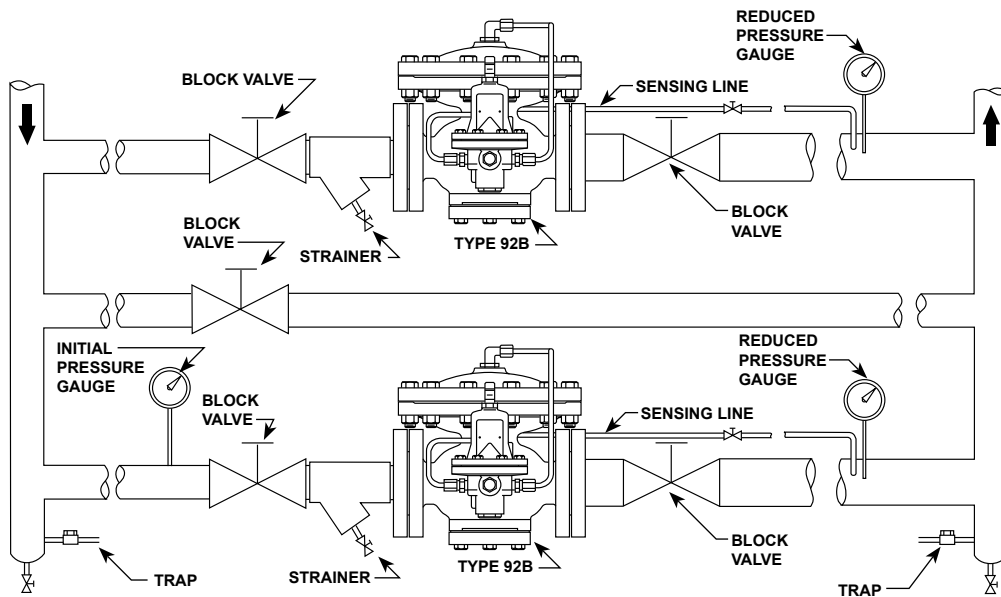 REDUCED
PRESSURE
GAUGE
BLOCK VALVE
SENSING LINE
BLOCK
VALVE
STRAINER
TYPE 92B
BLOCK
VALVE
INITIAL
PRESSURE
GAUGE
REDUCED
PRESSURE
GAUGE
BLOCK
VALVE
SENSING LINE
BLOCK
VALVE
TRAP
STRAINER
TYPE 92B
TRAP